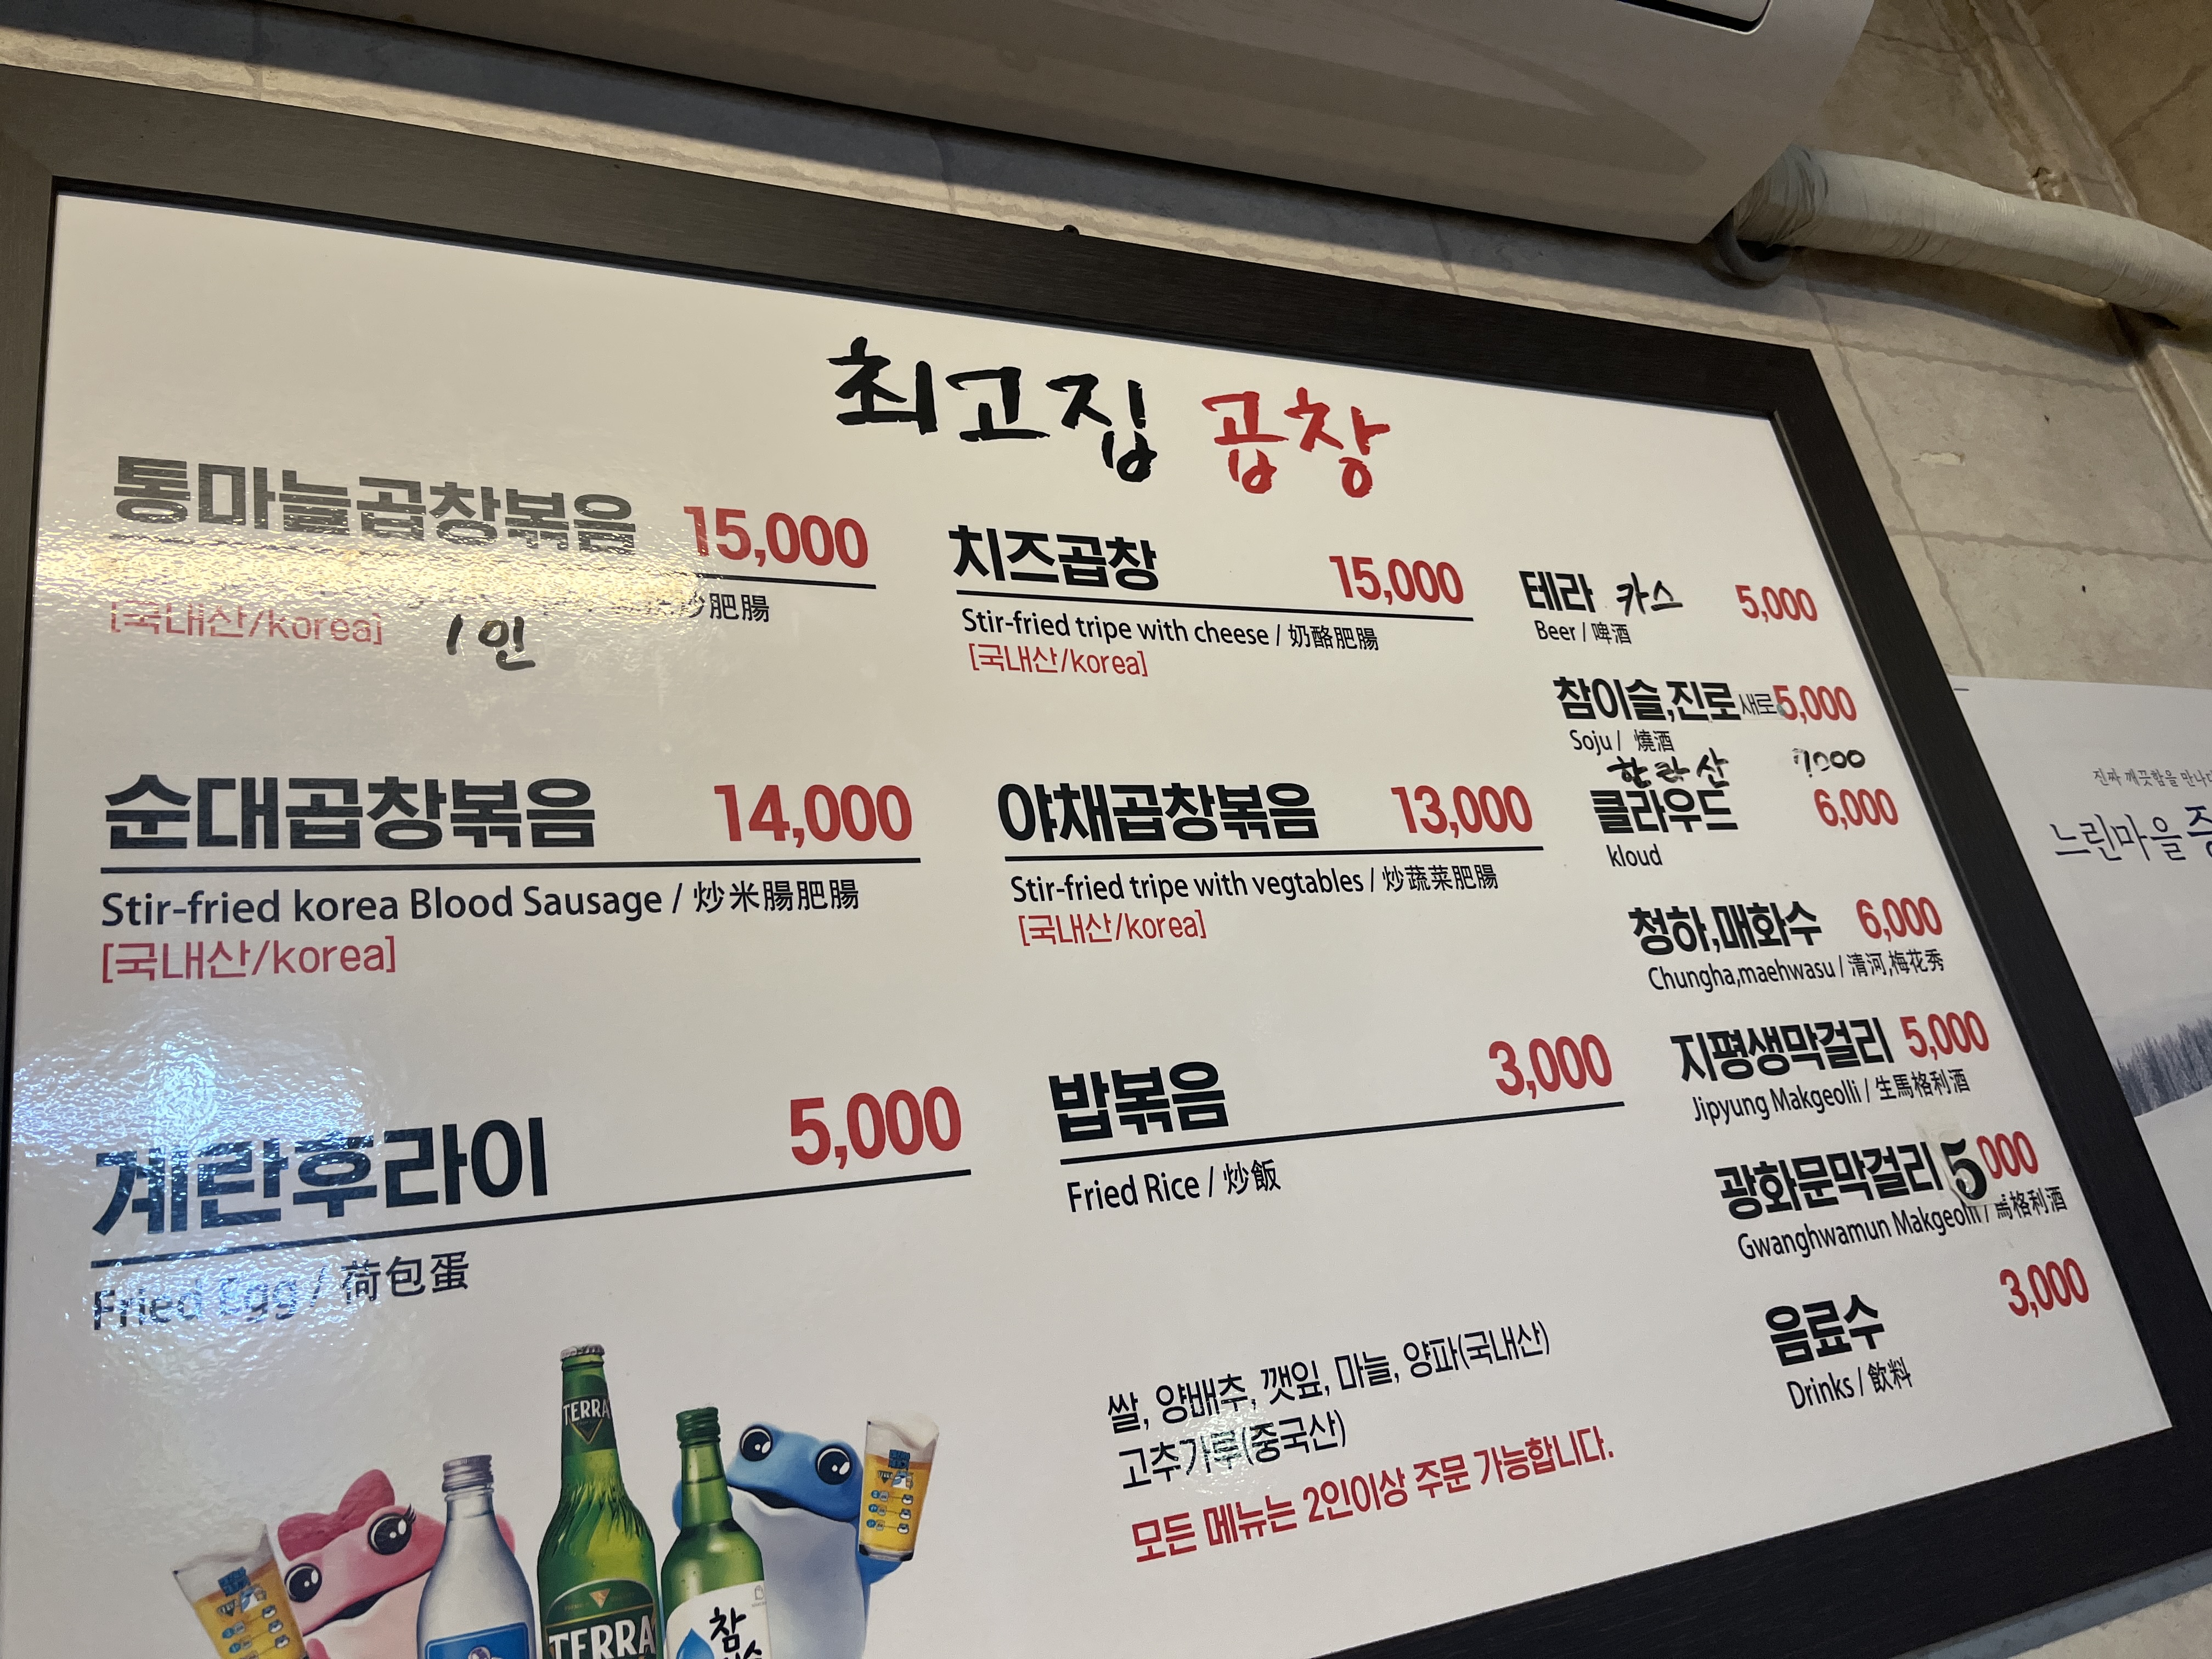 최고집 곱창
통마늘곱창볶음 15,000
炒肥腸
[국내산/korea] 1인
치즈곱창 15,000
Stir-fried tripe with cheese / 奶酪肥腸
[국내산/korea]
순대곱창볶음 14,000
Stir-fried korea Blood Sausage / 炒米腸肥腸
[국내산/korea]
야채곱창볶음 13,000
Stir-fried tripe with vegtables / 炒蔬菜肥腸
[국내산/korea]
계란후라이 5,000
Fried Egg / 荷包蛋
밥볶음 3,000
Fried Rice / 炒飯
테라 카스 5,000
Beer / 啤酒
참이슬,진로 새로 5,000
Soju / 燒酒
한라산 7000
클라우드 6,000
kloud
청하,매화수 6,000
Chungha,maehwasu / 清河,梅花秀
지평생막걸리 5,000
Jipyung Makgeolli / 生馬格利酒
광화문막걸리 5000
Gwanghwamun Makgeolli / 馬格利酒
음료수 3,000
Drinks / 飲料
쌀, 양배추, 깻잎, 마늘, 양파(국내산)
고추가루(중국산)
모든 메뉴는 2인이상 주문 가능합니다.
TERRA
TERRA
참
진짜 깨끗함을 만나다
느린마을